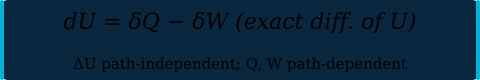 dU = δQ − δW (exact diff. of U)
ΔU path-independent; Q, W path-dependent